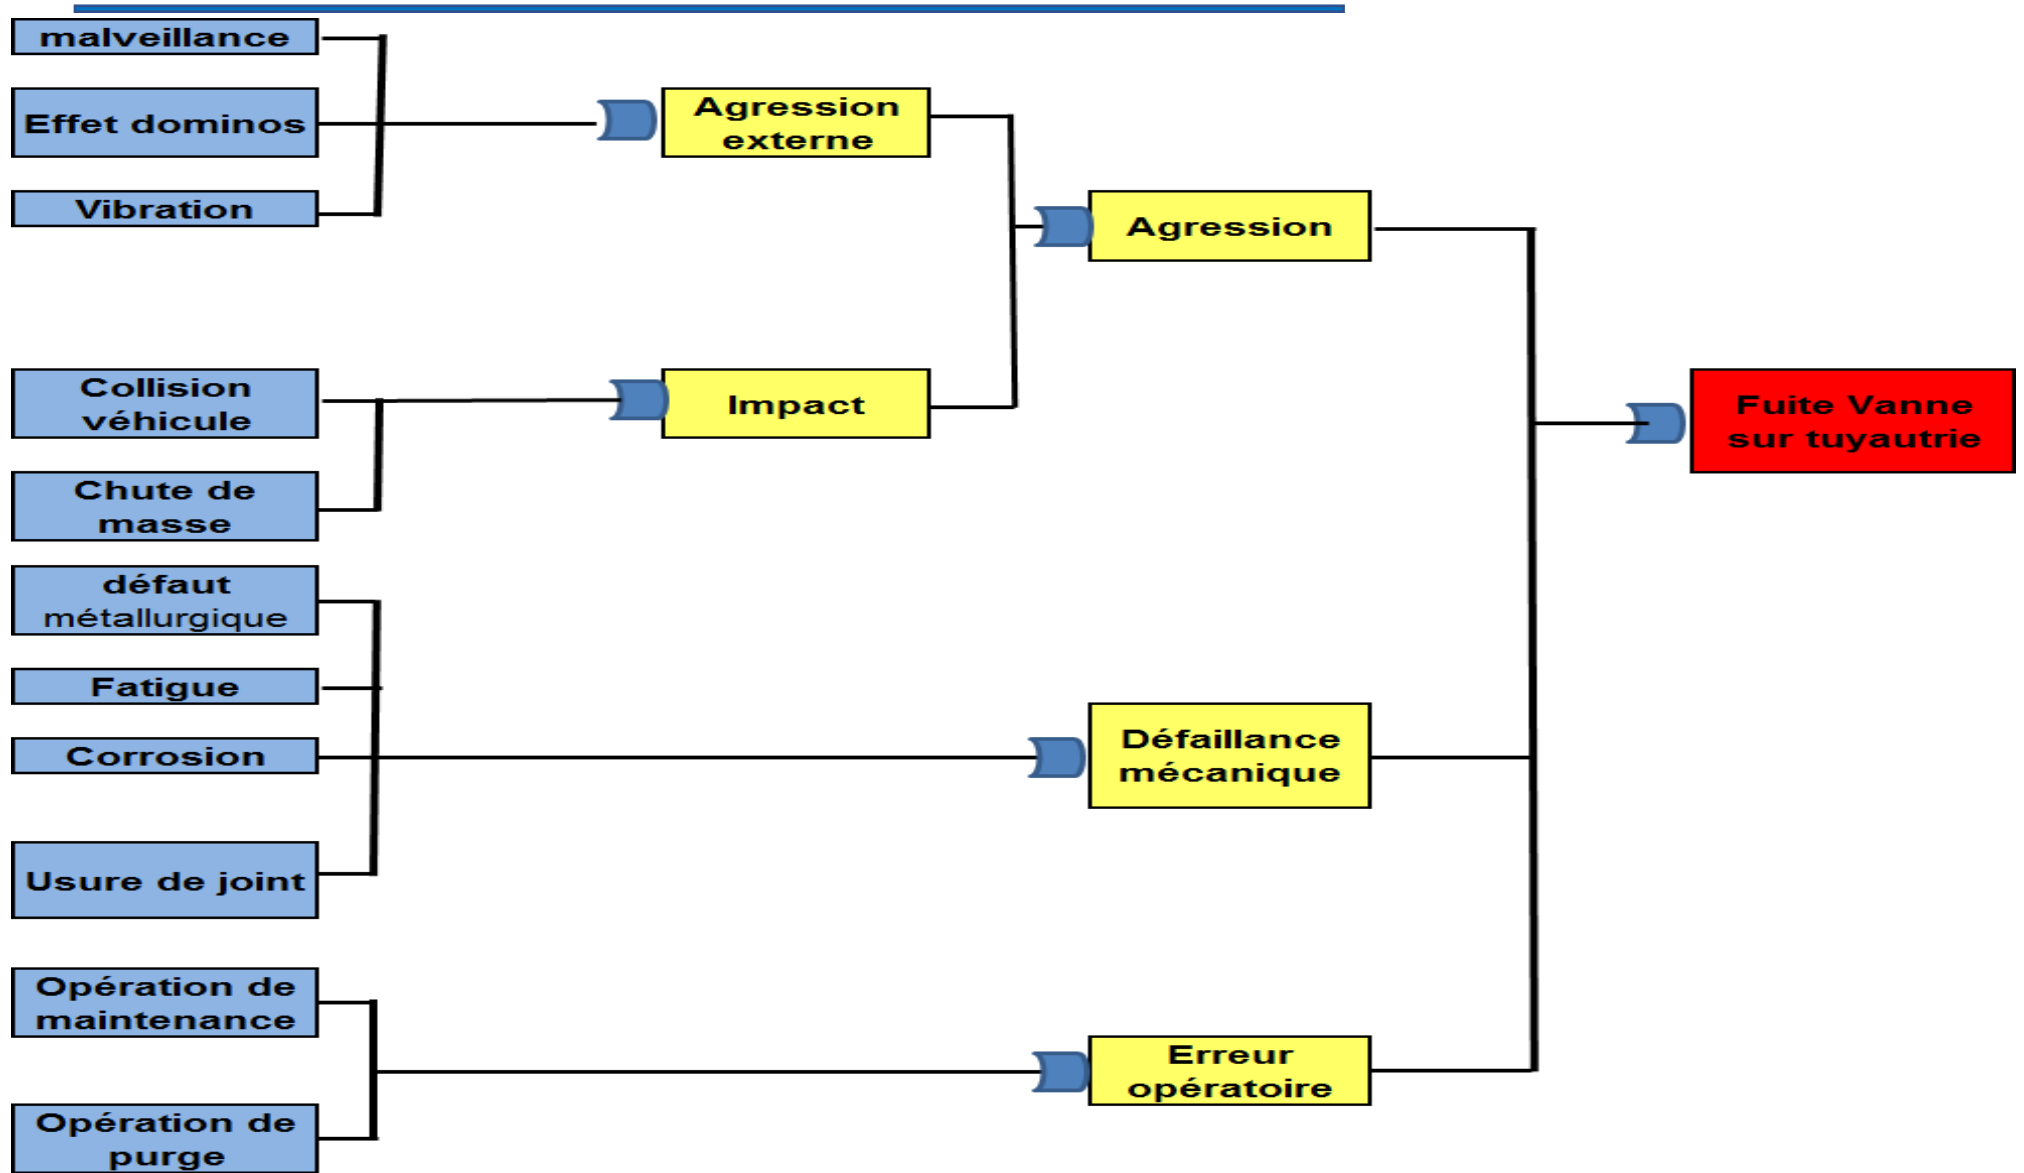 malveillance
Effet dominos
Vibration
Agression
externe
Agression
Collision
véhicule
Chute de
masse
Impact
Fuite Vanne
sur tuyautrie
défaut
métallurgique
Fatigue
Corrosion
Usure de joint
Défaillance
mécanique
Opération de
maintenance
Opération de
purge
Erreur
opératoire